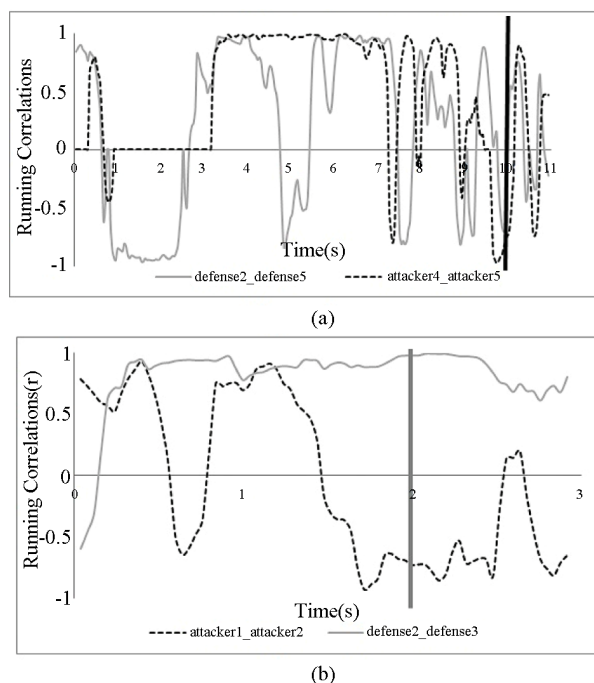 Running Correlations
1
0.5
0
-0.5
-1
0 1 2 3 4 5 6 7 8 9 10 11
Time(s)
defense2_defense5 attacker4_attacker5
(a)
Running Correlations(r)
1
0.5
0
-0.5
-1
0 1 2 3
Time(s)
attacker1_attacker2 defense2_defense3
(b)